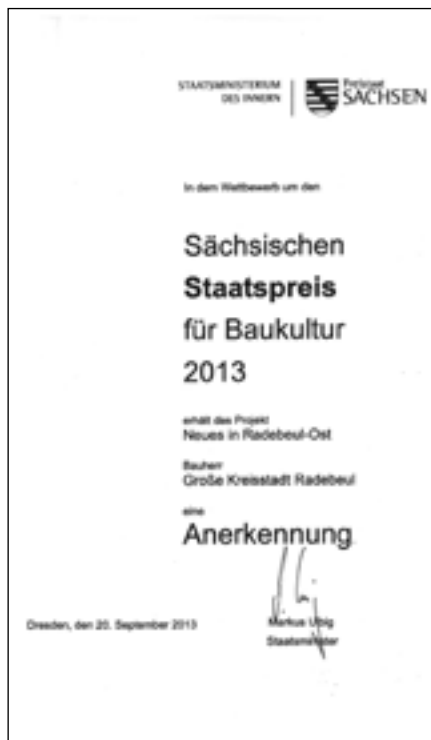 STAATSMINISTERIUM
DES INNERN
Freistaat
SACHSEN
In dem Wettbewerb um den
Sächsischen
Staatspreis
für Baukultur
2013
erhält das Projekt
Neues in Radebeul-Ost
Bauherr
Große Kreisstadt Radebeul
eine
Anerkennung
Dresden, den 20. September 2013
Markus Ulbig
Staatsminister